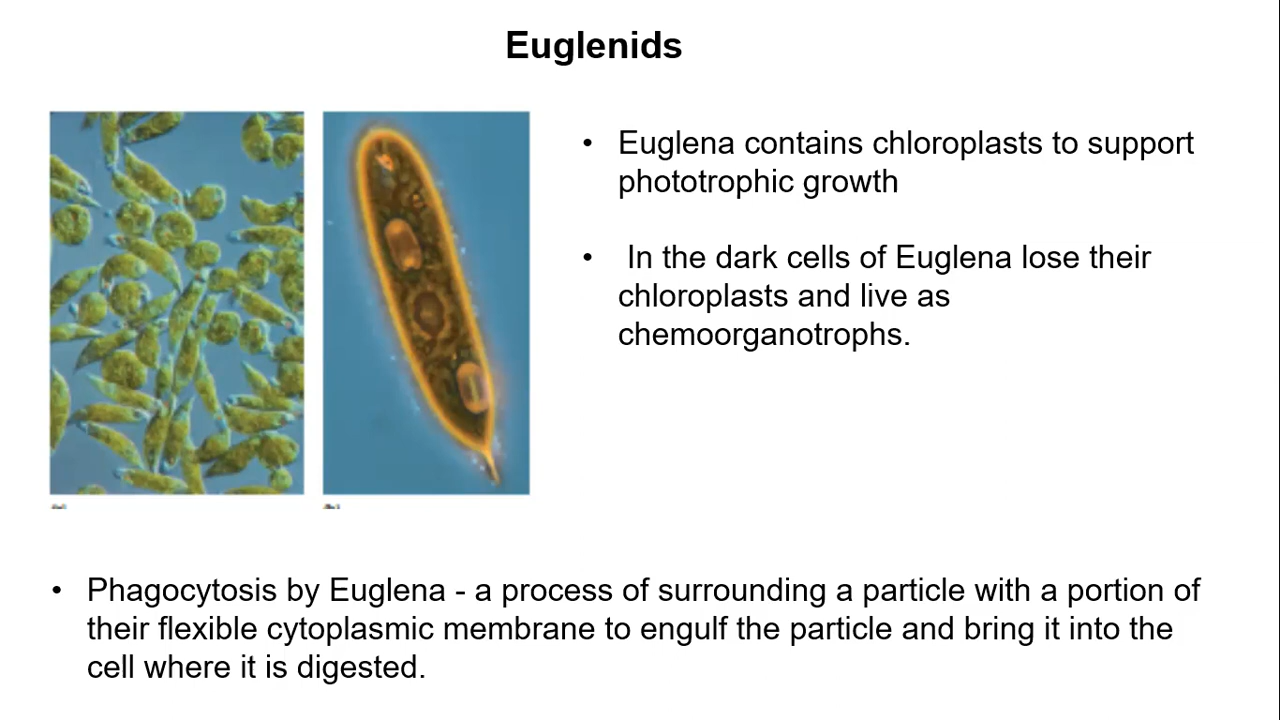 Euglenids
• Euglena contains chloroplasts to support
phototrophic growth
• In the dark cells of Euglena lose their
chloroplasts and live as
chemoorganotrophs.
• Phagocytosis by Euglena - a process of surrounding a particle with a portion of
their flexible cytoplasmic membrane to engulf the particle and bring it into the
cell where it is digested.